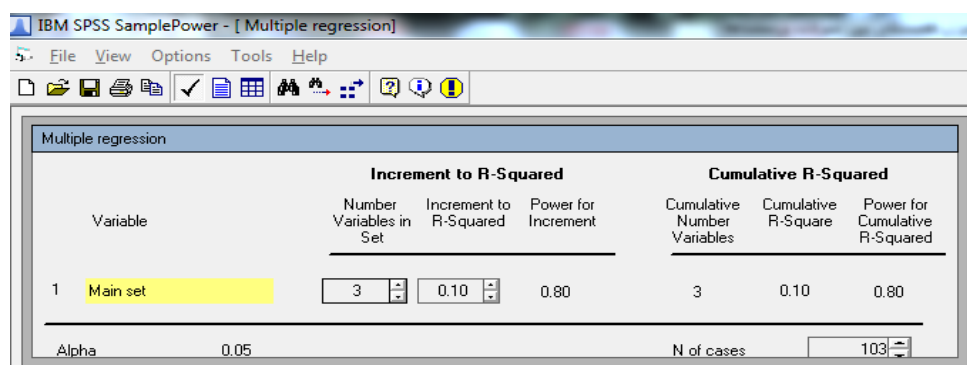 IBM SPSS SamplePower - [ Multiple regression]
File View Options Tools Help
Multiple regression
Increment to R-Squared Cumulative R-Squared
Variable
Number Variables in Set
Increment to R-Squared
Power for Increment
Cumulative Number Variables
Cumulative R-Square
Power for Cumulative R-Squared
1 Main set 3 0.10 0.80 3 0.10 0.80
Alpha 0.05 N of cases 103